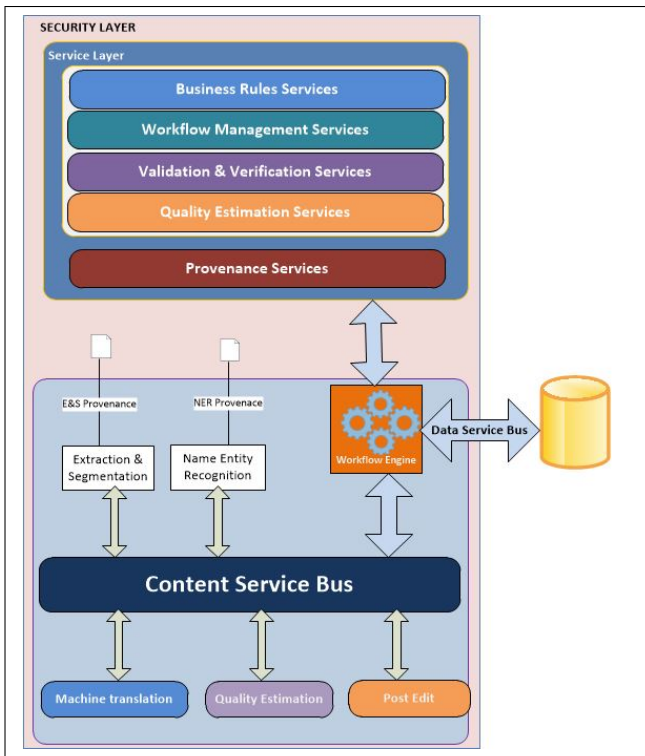 SECURITY LAYER
Service Layer
Business Rules Services
Workflow Management Services
Validation & Verification Services
Quality Estimation Services
Provenance Services
E&S Provenance
NER Provenace
Extraction &
Segmentation
Name Entity
Recognition
Workflow Engine
Data Service Bus
Content Service Bus
Machine translation
Quality Estimation
Post Edit